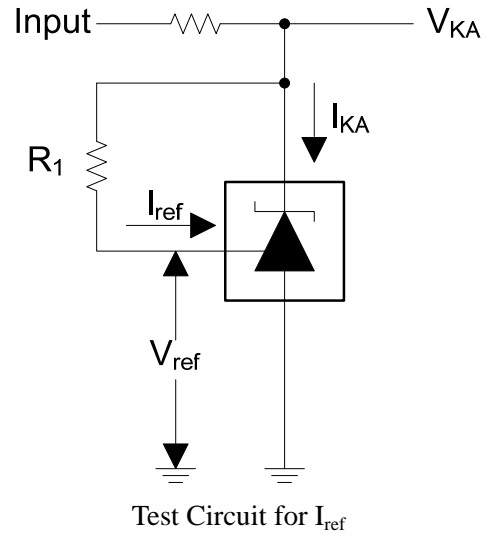 Input
V_KA
I_KA
R_1
I_ref
V_ref
Test Circuit for I_ref